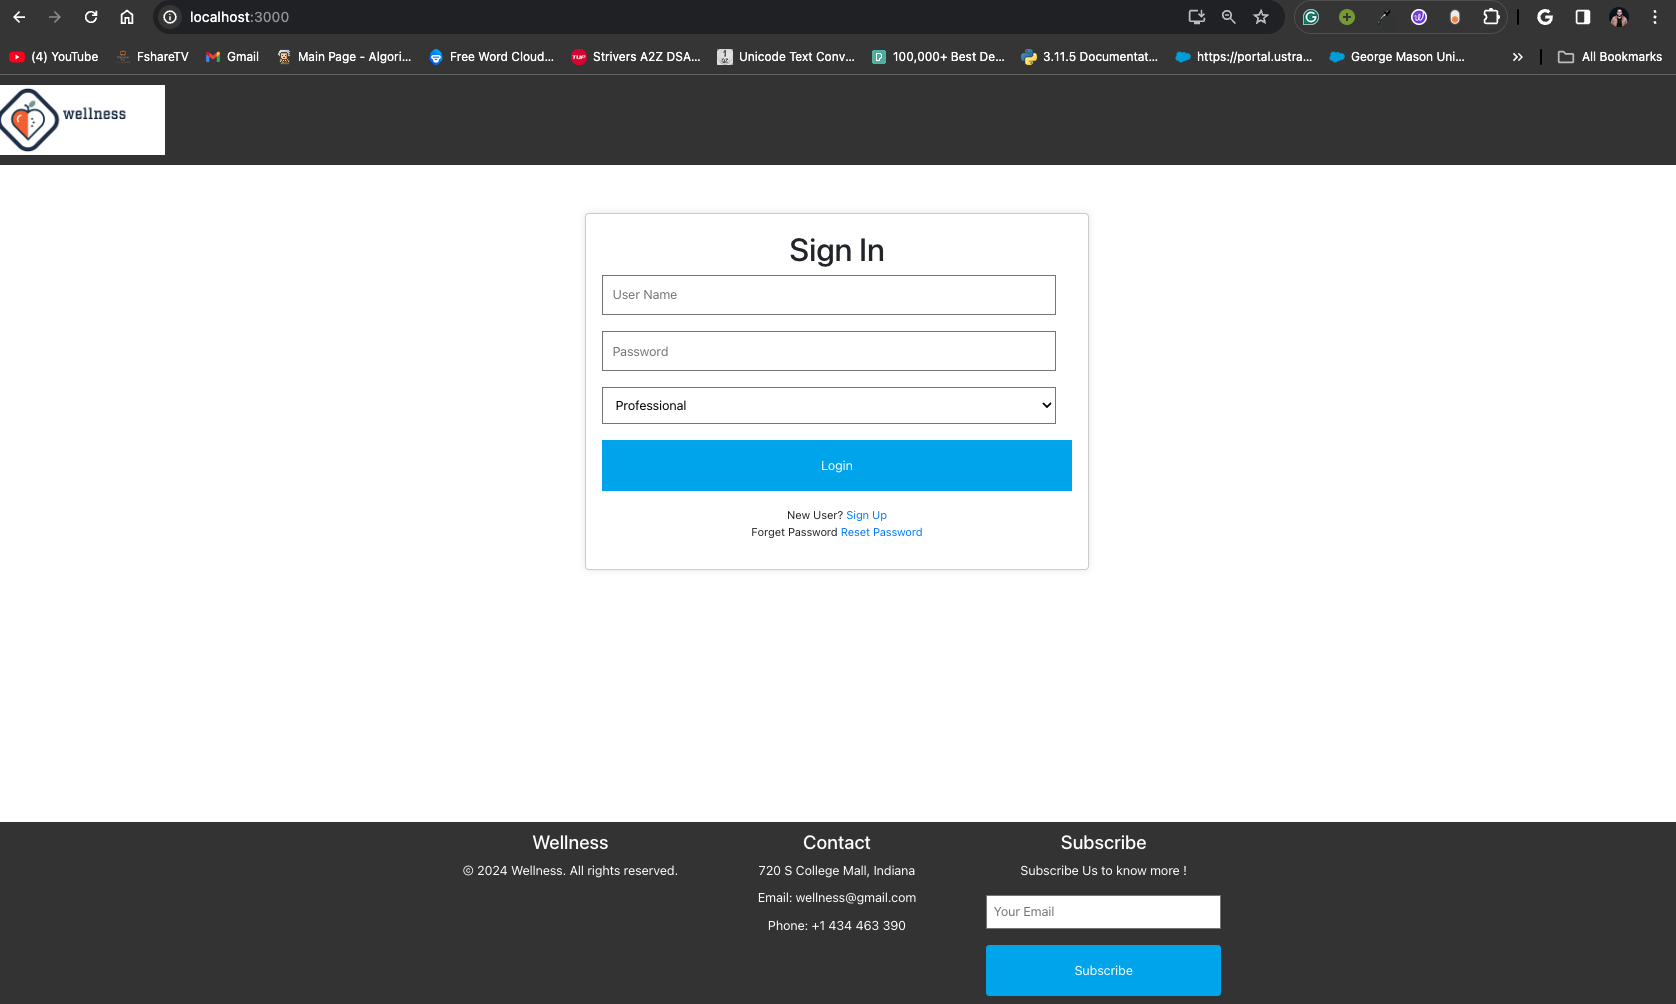 localhost:3000
(4) YouTube FshareTV Gmail Main Page - Algori... Free Word Cloud... Strivers A2Z DSA... Unicode Text Conv... 100,000+ Best De... 3.11.5 Documentat... https://portal.ustra... George Mason Uni... » All Bookmarks
wellness
Sign In
User Name
Password
Professional
Login
New User? Sign Up
Forget Password Reset Password
Wellness
© 2024 Wellness. All rights reserved.
Contact
720 S College Mall, Indiana
Email: wellness@gmail.com
Phone: +1 434 463 390
Subscribe
Subscribe Us to know more !
Your Email
Subscribe